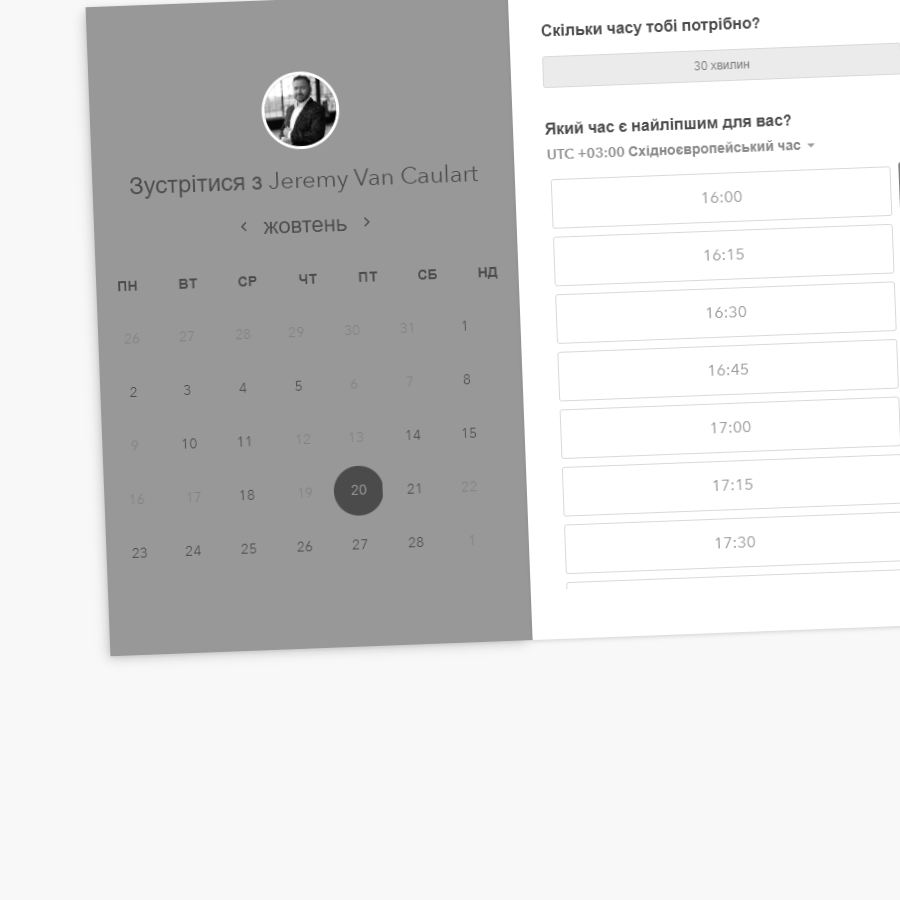 Зустрітися з Jeremy Van Caulart
жовтень
ПН ВТ СР ЧТ ПТ СБ НД
26 27 28 29 30 31 1
2 3 4 5 6 7 8
9 10 11 12 13 14 15
16 17 18 19 20 21 22
23 24 25 26 27 28 1
Скільки часу тобі потрібно?
30 хвилин
Який час є найліпшим для вас?
UTC +03:00 Східноєвропейський час
16:00
16:15
16:30
16:45
17:00
17:15
17:30